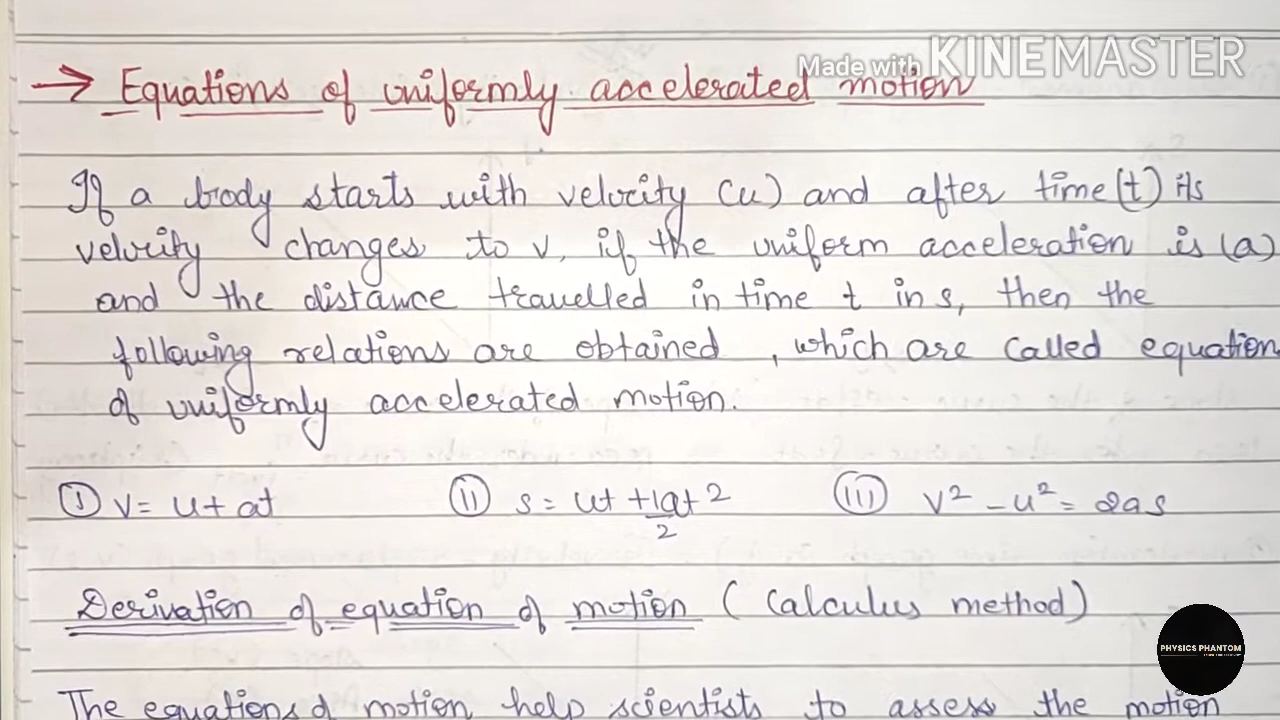 Made with KINEMASTER
→ Equations of uniformly accelerated motion
If a body starts with velocity (u) and after time (t) its
velocity changes to v, if the uniform acceleration is (a)
and the distance travelled in time t in s, then the
following relations are obtained, which are called equation
of uniformly accelerated motion.
(i) v = u + at (ii) s = ut + 1/2 at² (iii) v² - u² = 2as
Derivation of equation of motion (Calculus method)
PHYSICS PHANTOM
The equations of motion help scientists to assess the motion